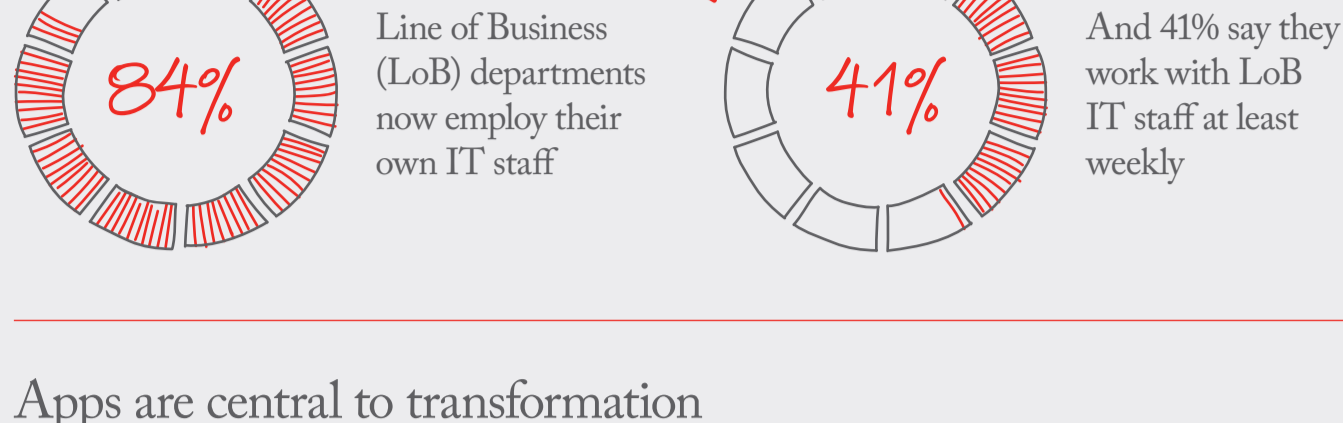 84%
Line of Business
(LoB) departments
now employ their
own IT staff
41%
And 41% say they
work with LoB
IT staff at least
weekly
Apps are central to transformation